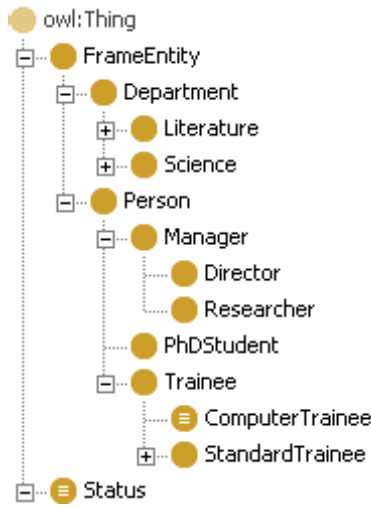 owl:Thing
FrameEntity
Department
Literature
Science
Person
Manager
Director
Researcher
PhDStudent
Trainee
ComputerTrainee
StandardTrainee
Status